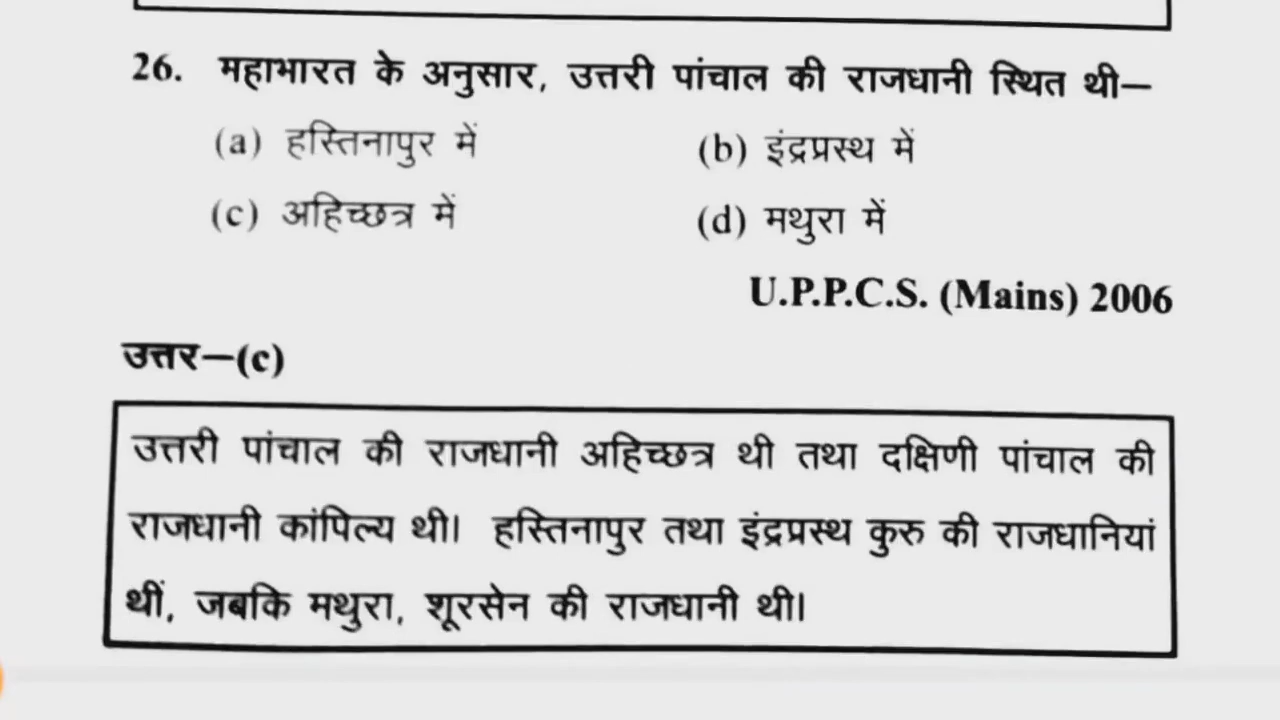 26. महाभारत के अनुसार, उत्तरी पांचाल की राजधानी स्थित थी–
(a) हस्तिनापुर में (b) इंद्रप्रस्थ में
(c) अहिच्छत्र में (d) मथुरा में
U.P.P.C.S. (Mains) 2006
उत्तर–(c)
उत्तरी पांचाल की राजधानी अहिच्छत्र थी तथा दक्षिणी पांचाल की
राजधानी कांपिल्य थी। हस्तिनापुर तथा इंद्रप्रस्थ कुरु की राजधानियां
थीं, जबकि मथुरा, शूरसेन की राजधानी थी।